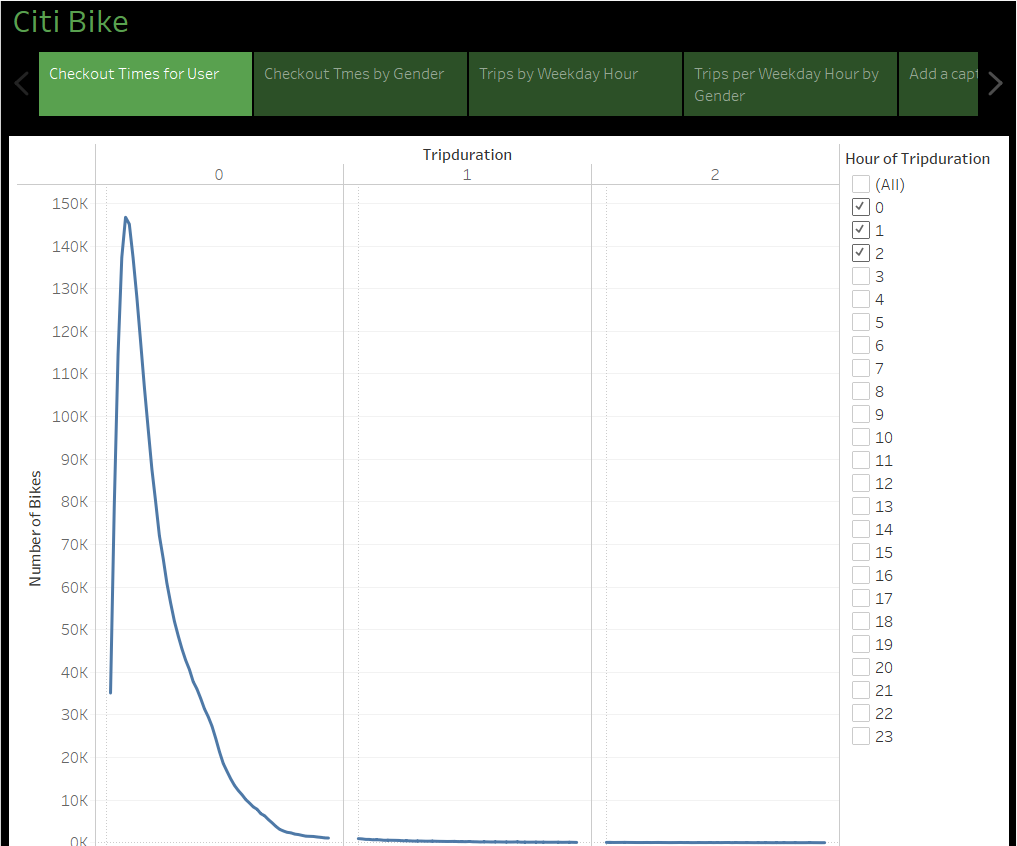 Citi Bike
Checkout Times for User
Checkout Tmes by Gender
Trips by Weekday Hour
Trips per Weekday Hour by
Gender
Add a capt
Tripduration
0
1
2
150K
140K
130K
120K
110K
100K
90K
80K
70K
60K
50K
40K
30K
20K
10K
0K
Number of Bikes
Hour of Tripduration
(All)
0
1
2
3
4
5
6
7
8
9
10
11
12
13
14
15
16
17
18
19
20
21
22
23